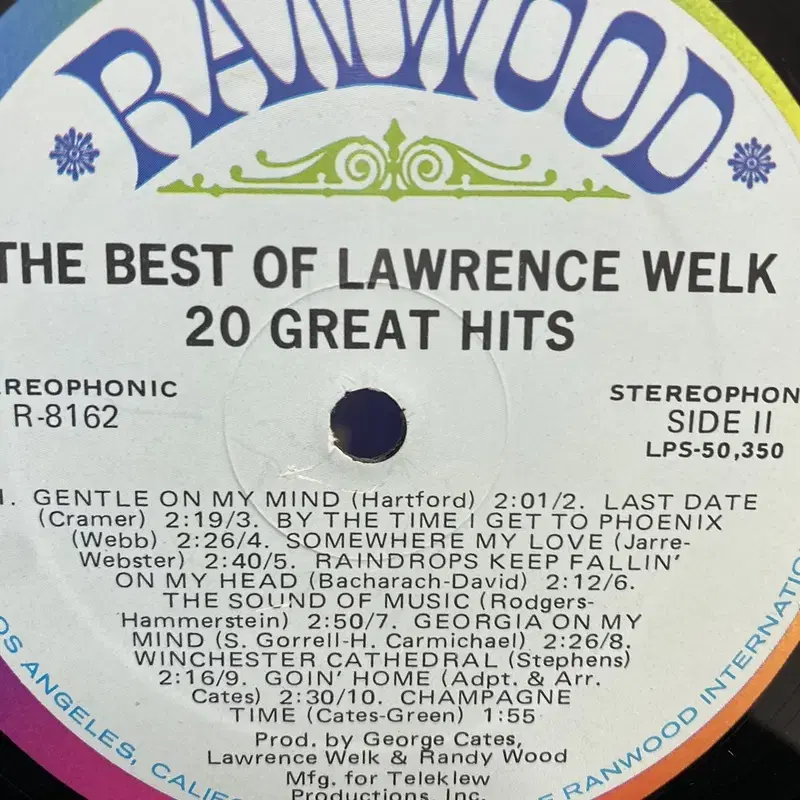 RANWOOD
THE BEST OF LAWRENCE WELK
20 GREAT HITS
REOPHONIC
R-8162
STEREOPHON
SIDE II
LPS-50,350
1. GENTLE ON MY MIND (Hartford) 2:01/2. LAST DATE
(Cramer) 2:19/3. BY THE TIME I GET TO PHOENIX
(Webb) 2:26/4. SOMEWHERE MY LOVE (Jarre-
Webster) 2:40/5. RAINDROPS KEEP FALLIN'
ON MY HEAD (Bacharach-David) 2:12/6.
THE SOUND OF MUSIC (Rodgers-
Hammerstein) 2:50/7. GEORGIA ON MY
MIND (S. Gorrell-H. Carmichael) 2:26/8.
WINCHESTER CATHEDRAL (Stephens)
2:16/9. GOIN' HOME (Adpt. & Arr.
Cates) 2:30/10. CHAMPAGNE
TIME (Cates-Green) 1:55
Prod. by George Cates,
Lawrence Welk & Randy Wood
Mfg. for Teleklew
Productions, Inc.
OS ANGELES, CALIF
RANWOOD INTERNATIO